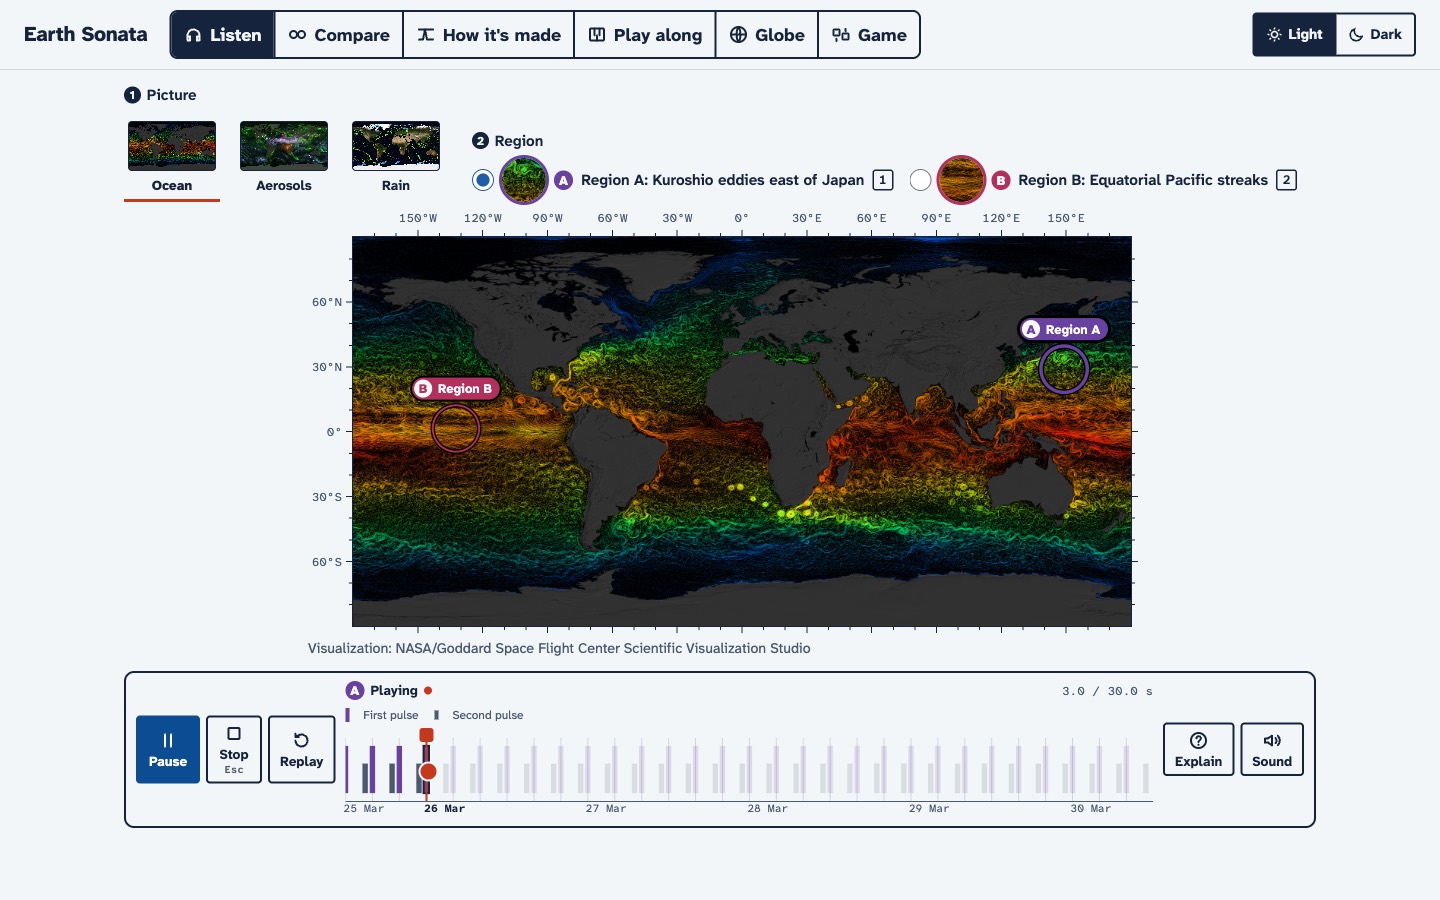 Earth Sonata
Listen
Compare
How it's made
Play along
Globe
Game
Light
Dark
1 Picture
Ocean
Aerosols
Rain
2 Region
A Region A: Kuroshio eddies east of Japan 1
B Region B: Equatorial Pacific streaks 2
150°W 120°W 90°W 60°W 30°W 0° 30°E 60°E 90°E 120°E 150°E
60°N
30°N
0°
30°S
60°S
A Region A
B Region B
Visualization: NASA/Goddard Space Flight Center Scientific Visualization Studio
A Playing
3.0 / 30.0 s
First pulse
Second pulse
Pause
Stop
Esc
Replay
Explain
Sound
25 Mar 26 Mar 27 Mar 28 Mar 29 Mar 30 Mar